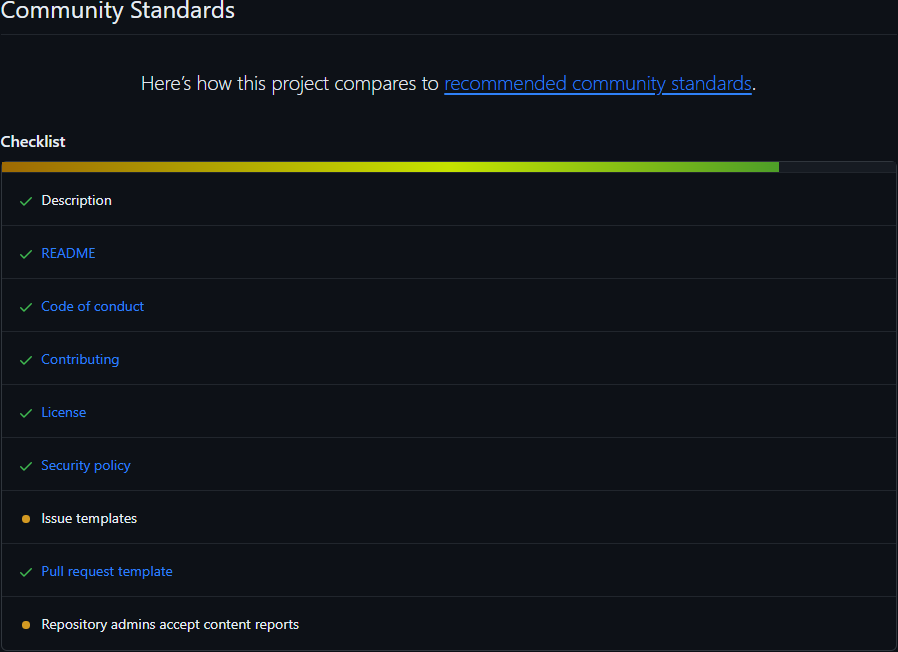 Community Standards
Here’s how this project compares to recommended community standards.
Checklist
Description
README
Code of conduct
Contributing
License
Security policy
Issue templates
Pull request template
Repository admins accept content reports